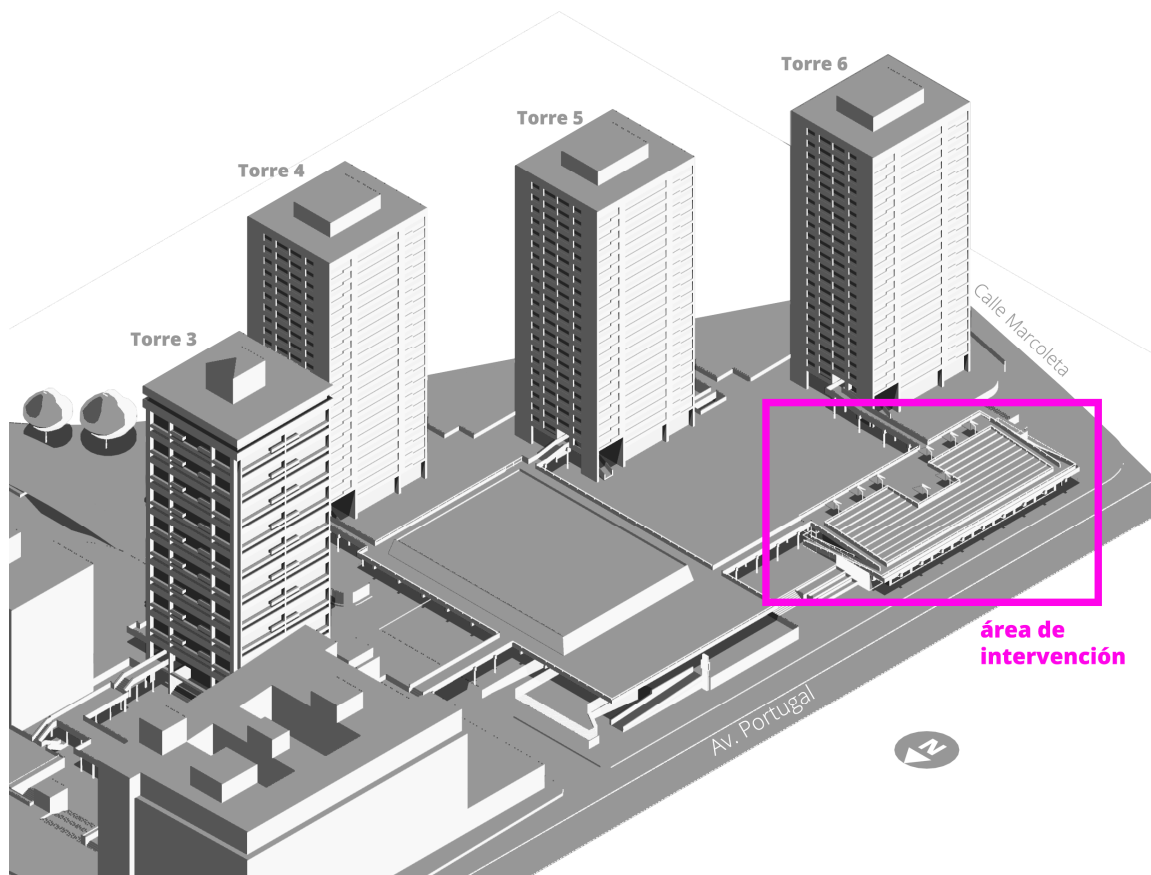 Torre 6
Torre 5
Torre 4
Torre 3
Calle Marcoleta
área de
intervención
Av. Portugal
N